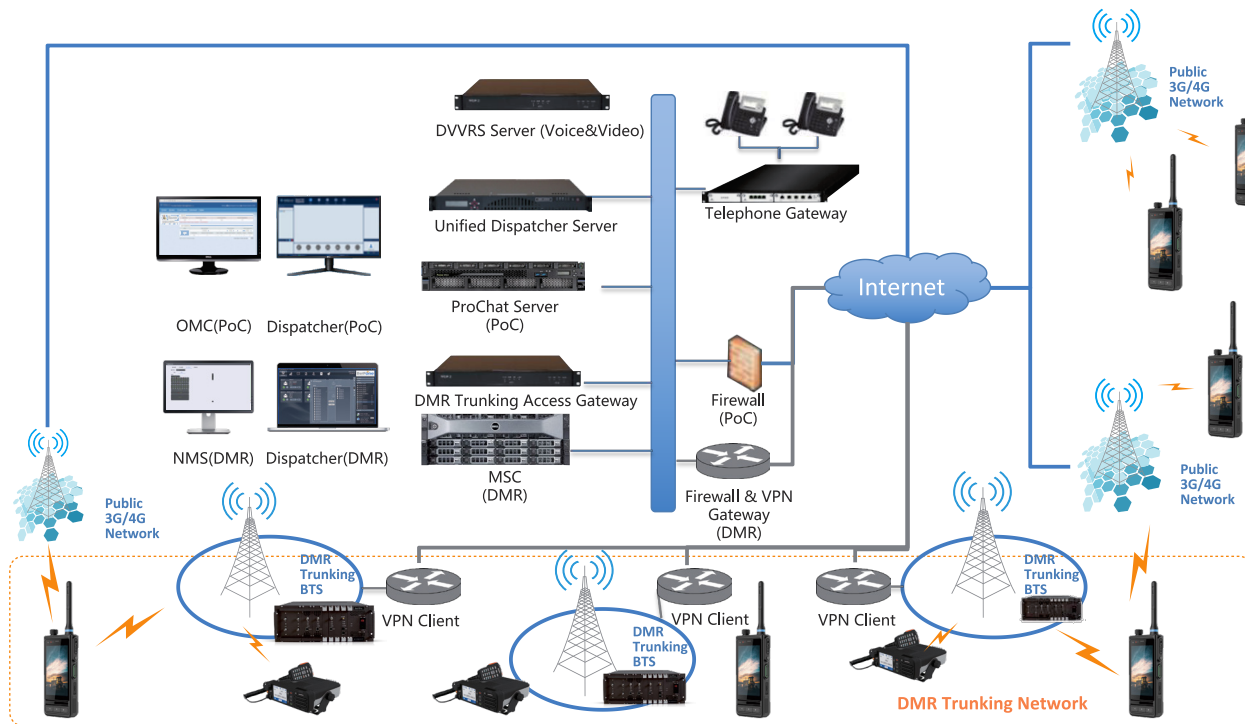 Public
3G/4G
Network
DVVRS Server (Voice&Video)
Unified Dispatcher Server
Telephone Gateway
Internet
OMC(PoC)
Dispatcher(PoC)
ProChat Server
(PoC)
DMR Trunking Access Gateway
Firewall
(PoC)
NMS(DMR)
Dispatcher(DMR)
MSC
(DMR)
Firewall & VPN
Gateway
(DMR)
Public
3G/4G
Network
Public
3G/4G
Network
DMR
Trunking
BTS
VPN Client
DMR
Trunking
BTS
VPN Client
VPN Client
DMR
Trunking
BTS
DMR Trunking Network